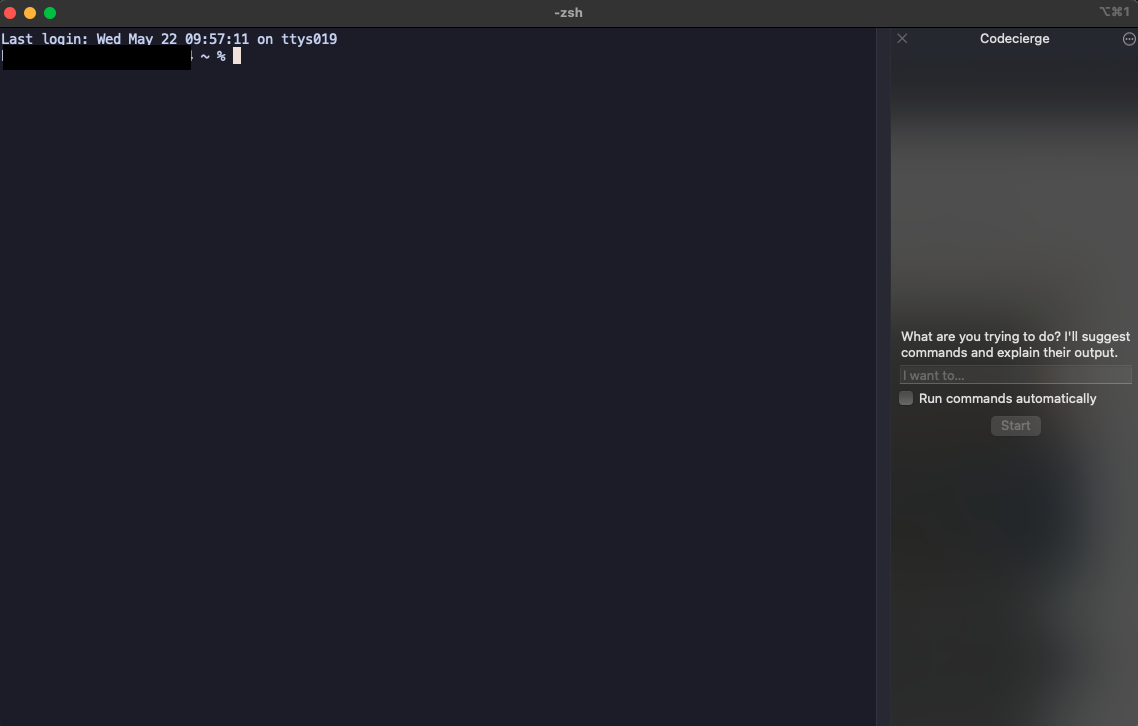 -zsh
⌥⌘1
Last login: Wed May 22 09:57:11 on ttys019
~ %
Codecierge
What are you trying to do? I'll suggest
commands and explain their output.
I want to...
Run commands automatically
Start